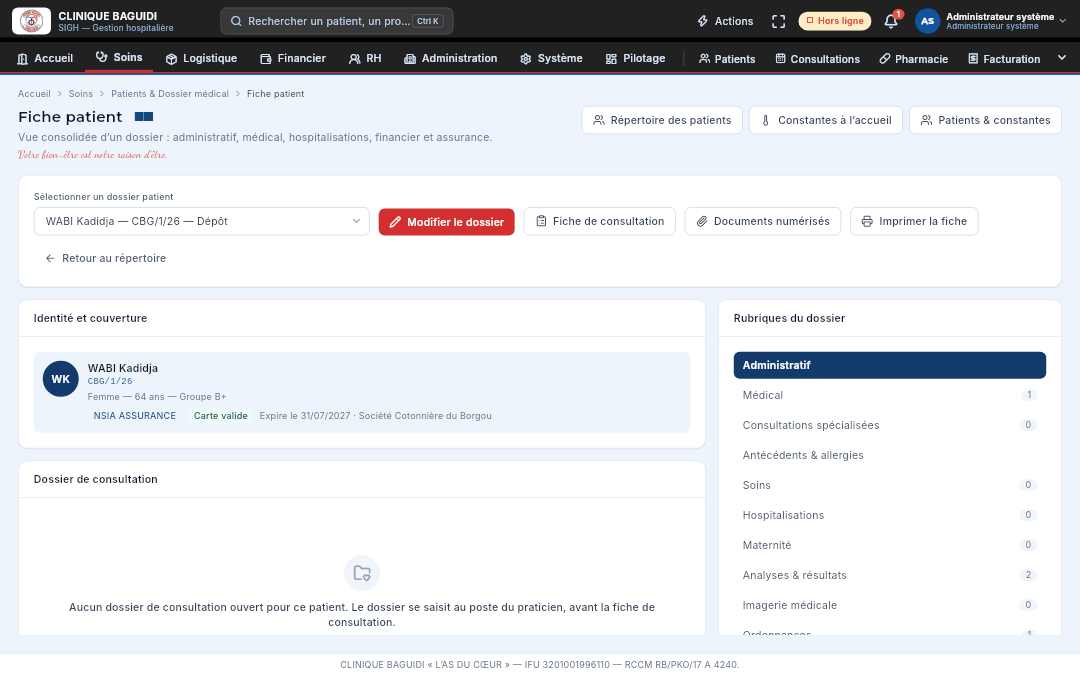 CLINIQUE BAGUIDI
SIGH — Gestion hospitalière
Rechercher un patient, un pro... Ctrl K
Actions
Hors ligne
1
AS
Administrateur système
Administrateur système
Accueil Soins Logistique Financier RH Administration Système Pilotage Patients Consultations Pharmacie Facturation
Accueil > Soins > Patients & Dossier médical > Fiche patient
Fiche patient
Vue consolidée d'un dossier : administratif, médical, hospitalisations, financier et assurance.
Votre bien-être est notre raison d'être.
Répertoire des patients
Constantes à l'accueil
Patients & constantes
Sélectionner un dossier patient
WABI Kadidja — CBG/1/26 — Dépôt
Modifier le dossier
Fiche de consultation
Documents numérisés
Imprimer la fiche
Retour au répertoire
Identité et couverture
WK
WABI Kadidja
CBG/1/26
Femme — 64 ans — Groupe B+
NSIA ASSURANCE Carte valide Expire le 31/07/2027 · Société Cotonnière du Borgou
Dossier de consultation
Aucun dossier de consultation ouvert pour ce patient. Le dossier se saisit au poste du praticien, avant la fiche de
consultation.
Rubriques du dossier
Administratif
Médical 1
Consultations spécialisées 0
Antécédents & allergies
Soins 0
Hospitalisations 0
Maternité 0
Analyses & résultats 2
Imagerie médicale 0
Ordonnances 1
CLINIQUE BAGUIDI « L'AS DU CŒUR » — IFU 3201001996110 — RCCM RB/PKO/17 A 4240.